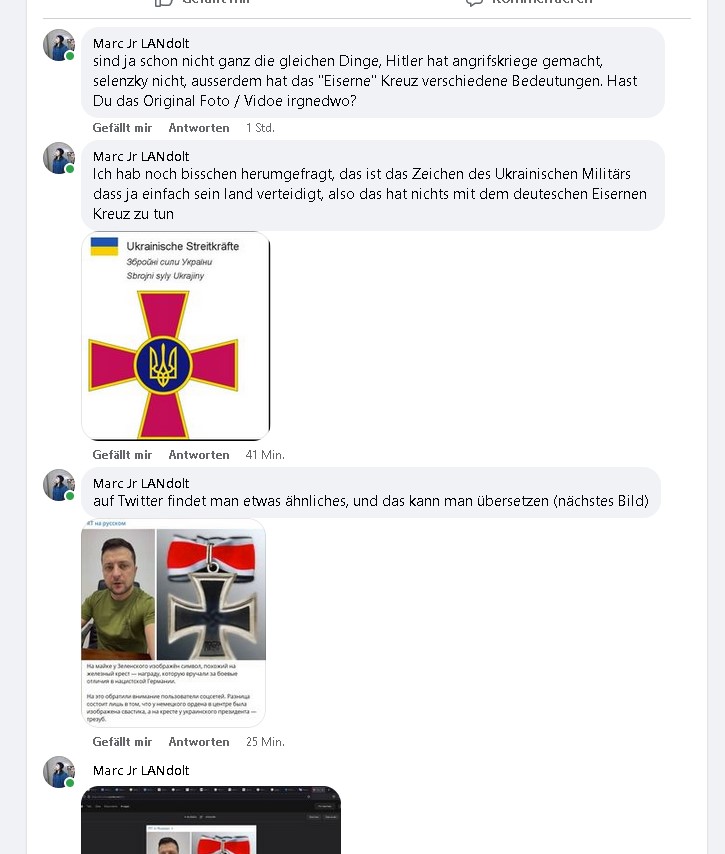 Gefällt mir
Kommentieren
Marc Jr LANdolt
sind ja schon nicht ganz die gleichen Dinge, Hitler hat angrifskriege gemacht,
selenzky nicht, ausserdem hat das "Eiserne" Kreuz verschiedene Bedeutungen. Hast
Du das Original Foto / Vidoe irgnedwo?
Gefällt mir Antworten 1 Std.
Marc Jr LANdolt
Ich hab noch bisschen herumgefragt, das ist das Zeichen des Ukrainischen Militärs
dass ja einfach sein land verteidigt, also das hat nichts mit dem deuteschen Eisernen
Kreuz zu tun
Ukrainische Streitkräfte
Збройні сили України
Sbrojni syly Ukrajiny
Gefällt mir Antworten 41 Min.
Marc Jr LANdolt
auf Twitter findet man etwas ähnliches, und das kann man übersetzen (nächstes Bild)
RT на русском
На майке у Зеленского изображён символ, похожий на
железный крест — награду, которую вручали за боевые
отличия в нацистской Германии.
На это обратили внимание пользователи соцсетей. Разница
состоит лишь в том, что у немецкого ордена в центре была
изображена свастика, а на кресте у украинского президента —
трезуб.
Gefällt mir Antworten 25 Min.
Marc Jr LANdolt